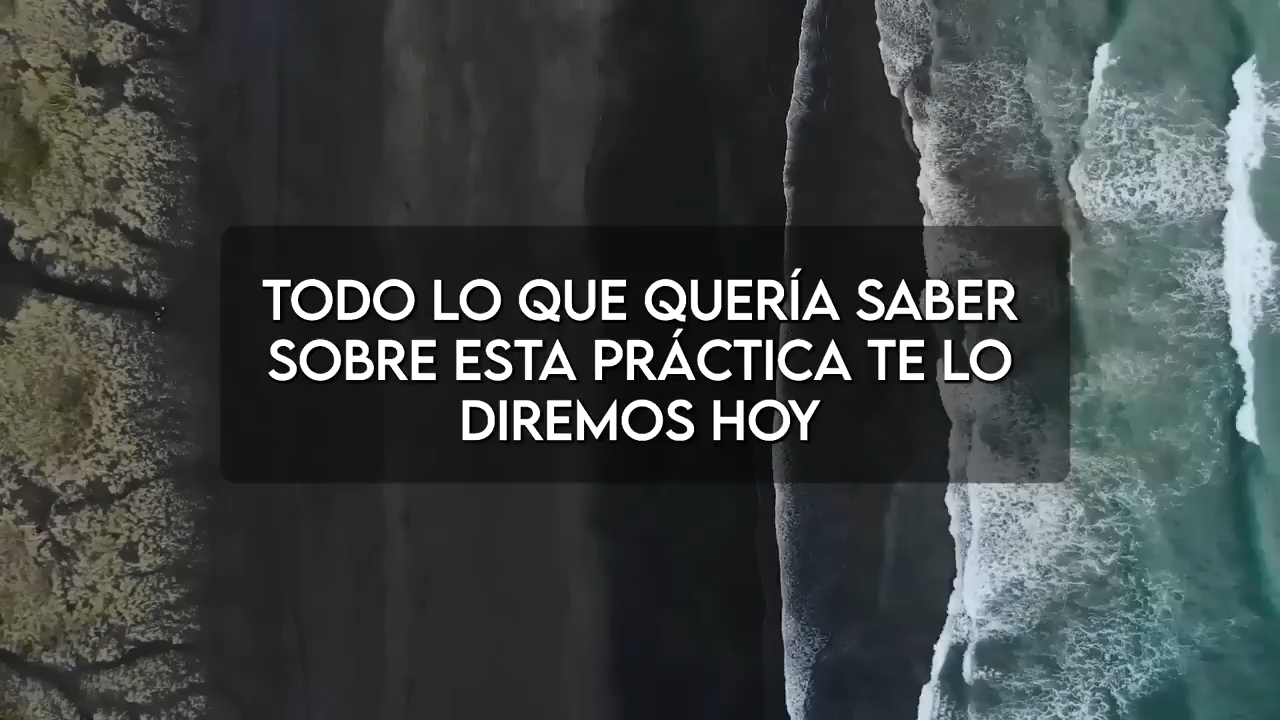 TODO LO QUE QUERÍA SABER
SOBRE ESTA PRÁCTICA TE LO
DIREMOS HOY